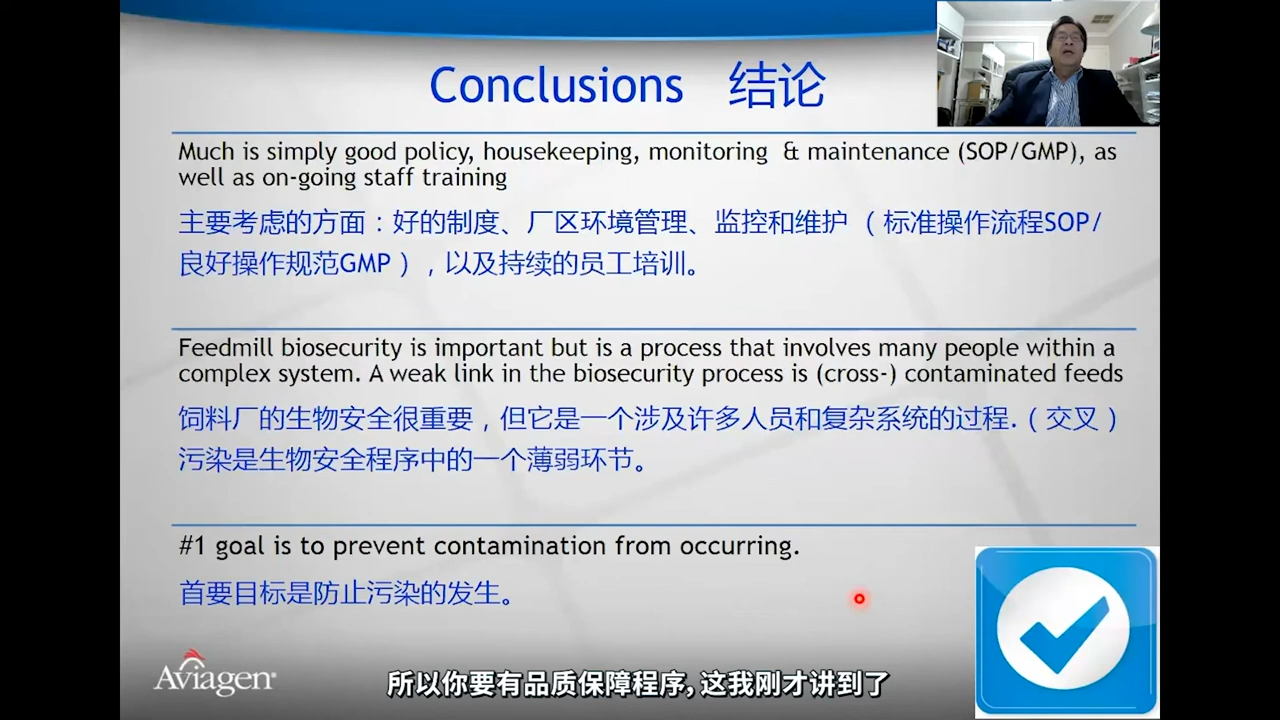 Conclusions 结论
Much is simply good policy, housekeeping, monitoring & maintenance (SOP/GMP), as
well as on-going staff training
主要考虑的方面：好的制度、厂区环境管理、监控和维护（标准操作流程SOP/
良好操作规范GMP），以及持续的员工培训。
Feedmill biosecurity is important but is a process that involves many people within a
complex system. A weak link in the biosecurity process is (cross-) contaminated feeds
饲料厂的生物安全很重要，但它是一个涉及许多人员和复杂系统的过程.（交叉）
污染是生物安全程序中的一个薄弱环节。
#1 goal is to prevent contamination from occurring.
首要目标是防止污染的发生。
Aviagen
所以你要有品质保障程序,这我刚才讲到了